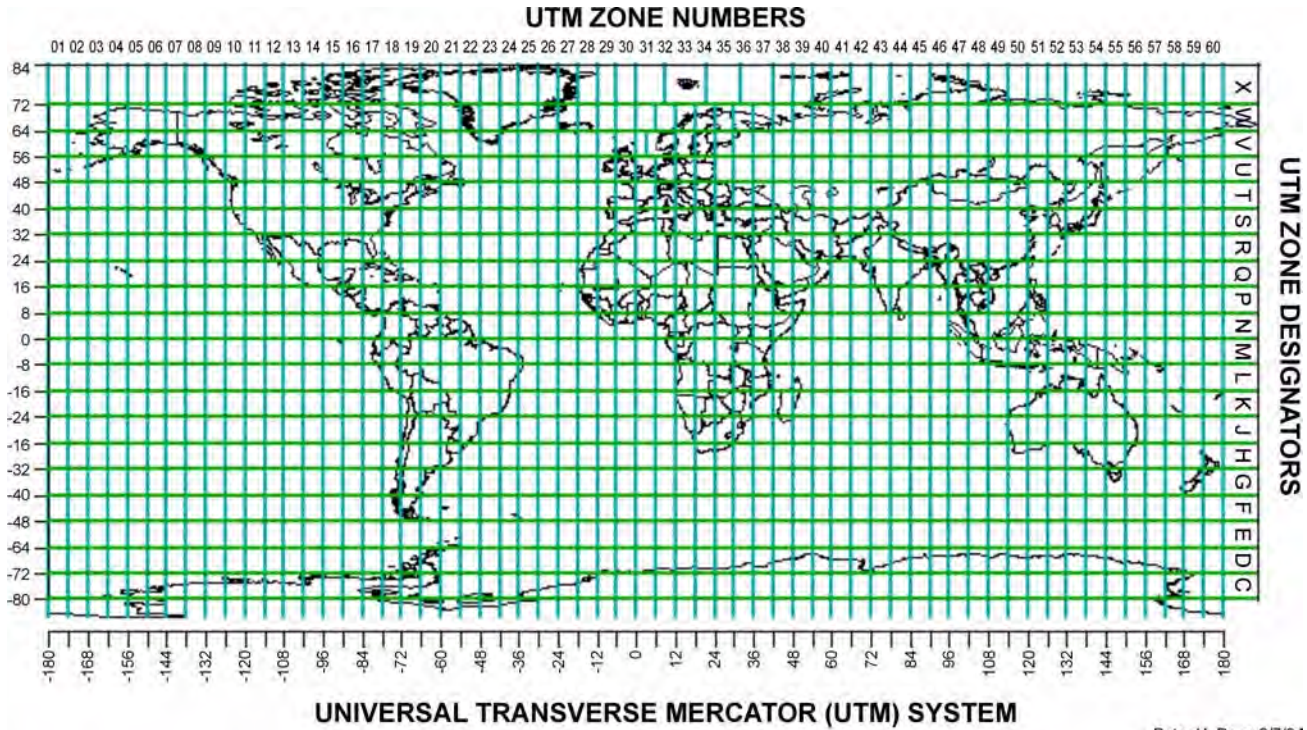 UTM ZONE NUMBERS
01 02 03 04 05 06 07 08 09 10 11 12 13 14 15 16 17 18 19 20 21 22 23 24 25 26 27 28 29 30 31 32 33 34 35 36 37 38 39 40 41 42 43 44 45 46 47 48 49 50 51 52 53 54 55 56 57 58 59 60
84
72
64
56
48
40
32
24
16
8
0
-8
-16
-24
-16
-32
-40
-48
-64
-72
-80
X
W
V
U
T
S
R
Q
P
N
M
L
K
J
H
G
F
E
D
C
UTM ZONE DESIGNATORS
-180 -168 -156 -144 -132 -120 -108 -96 -84 -72 -60 -48 -36 -24 -12 0 12 24 36 48 60 72 84 96 108 120 132 144 156 168 180
UNIVERSAL TRANSVERSE MERCATOR (UTM) SYSTEM